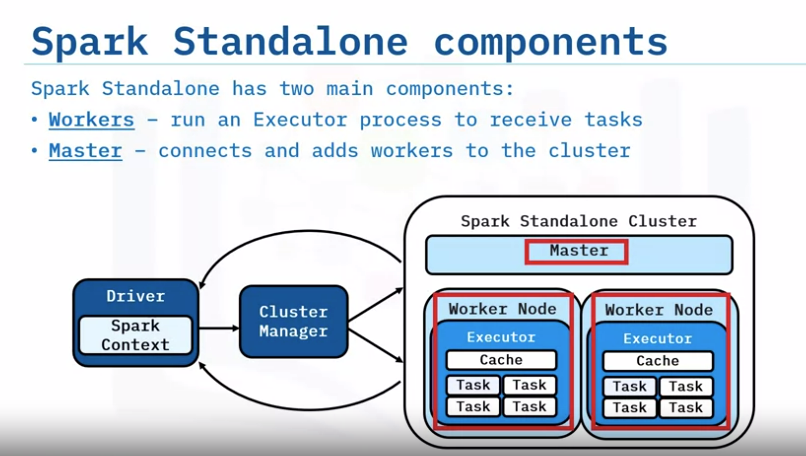 Spark Standalone components
Spark Standalone has two main components:
• Workers – run an Executor process to receive tasks
• Master – connects and adds workers to the cluster
Spark Standalone Cluster
Master
Driver
Spark
Context
Cluster
Manager
Worker Node
Executor
Cache
Task Task
Task Task
Worker Node
Executor
Cache
Task Task
Task Task